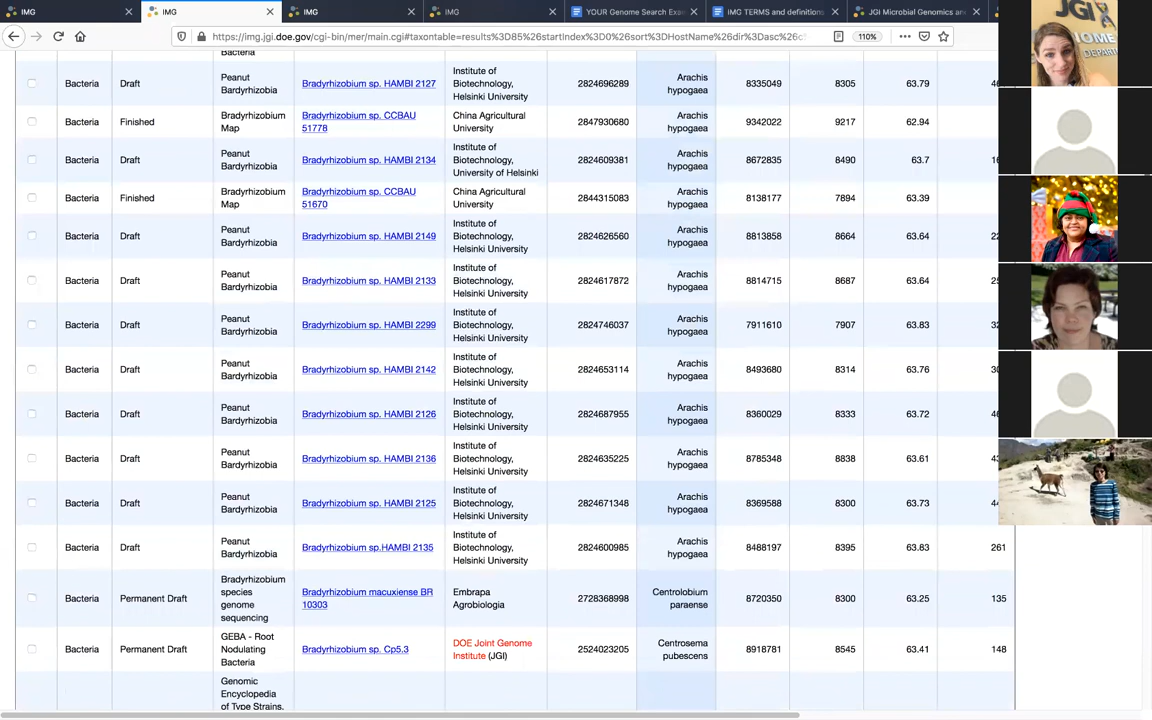 IMG
IMG
IMG
IMG
YOUR Genome Search Exa
IMG TERMS and definitions
JGI Microbial Genomics an
https://img.jgi.doe.gov/cgi-bin/mer/main.cgi#taxontable=results%3D85%26startIndex%3D0%26sort%3DHostName%26dir%3Dasc%
110%
JGI
Bacteria
Bacteria Draft Peanut Bardyrhizobia Bradyrhizobium sp. HAMBI 2127 Institute of Biotechnology, Helsinki University 2824696289 Arachis hypogaea 8335049 8305 63.79
Bacteria Finished Bradyrhizobium Map Bradyrhizobium sp. CCBAU 51778 China Agricultural University 2847930680 Arachis hypogaea 9342022 9217 62.94
Bacteria Draft Peanut Bardyrhizobia Bradyrhizobium sp. HAMBI 2134 Institute of Biotechnology, University of Helsinki 2824609381 Arachis hypogaea 8672835 8490 63.7
Bacteria Finished Bradyrhizobium Map Bradyrhizobium sp. CCBAU 51670 China Agricultural University 2844315083 Arachis hypogaea 8138177 7894 63.39
Bacteria Draft Peanut Bardyrhizobia Bradyrhizobium sp. HAMBI 2149 Institute of Biotechnology, Helsinki University 2824626560 Arachis hypogaea 8813858 8664 63.64
Bacteria Draft Peanut Bardyrhizobia Bradyrhizobium sp. HAMBI 2133 Institute of Biotechnology, Helsinki University 2824617872 Arachis hypogaea 8814715 8687 63.64
Bacteria Draft Peanut Bardyrhizobia Bradyrhizobium sp. HAMBI 2299 Institute of Biotechnology, Helsinki University 2824746037 Arachis hypogaea 7911610 7907 63.83
Bacteria Draft Peanut Bardyrhizobia Bradyrhizobium sp. HAMBI 2142 Institute of Biotechnology, Helsinki University 2824653114 Arachis hypogaea 8493680 8314 63.76
Bacteria Draft Peanut Bardyrhizobia Bradyrhizobium sp. HAMBI 2126 Institute of Biotechnology, Helsinki University 2824687955 Arachis hypogaea 8360029 8333 63.72
Bacteria Draft Peanut Bardyrhizobia Bradyrhizobium sp. HAMBI 2136 Institute of Biotechnology, Helsinki University 2824635225 Arachis hypogaea 8785348 8838 63.61
Bacteria Draft Peanut Bardyrhizobia Bradyrhizobium sp. HAMBI 2125 Institute of Biotechnology, Helsinki University 2824671348 Arachis hypogaea 8369588 8300 63.73
Bacteria Draft Peanut Bardyrhizobia Bradyrhizobium sp.HAMBI 2135 Institute of Biotechnology, Helsinki University 2824600985 Arachis hypogaea 8488197 8395 63.83 261
Bacteria Permanent Draft Bradyrhizobium species genome sequencing Bradyrhizobium macuxiense BR 10303 Embrapa Agrobiologia 2728368998 Centrolobium paraense 8720350 8300 63.25 135
Bacteria Permanent Draft GEBA - Root Nodulating Bacteria Bradyrhizobium sp. Cp5.3 DOE Joint Genome Institute (JGI) 2524023205 Centrosema pubescens 8918781 8545 63.41 148
Genomic Encyclopedia of Type Strains,